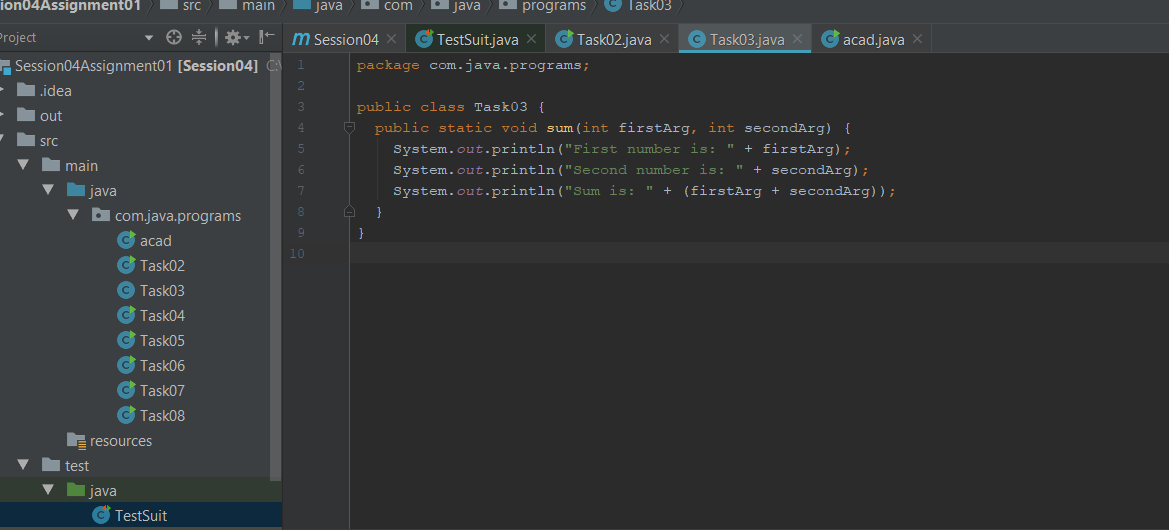 ion04Assignment01 src main java com java programs Task03
Project
Session04 TestSuit.java Task02.java Task03.java acad.java
Session04Assignment01 [Session04]
.idea
out
src
main
java
com.java.programs
acad
Task02
Task03
Task04
Task05
Task06
Task07
Task08
resources
test
java
TestSuit
1 package com.java.programs;
2
3 public class Task03 {
4 public static void sum(int firstArg, int secondArg) {
5 System.out.println("First number is: " + firstArg);
6 System.out.println("Second number is: " + secondArg);
7 System.out.println("Sum is: " + (firstArg + secondArg));
8 }
9 }
10